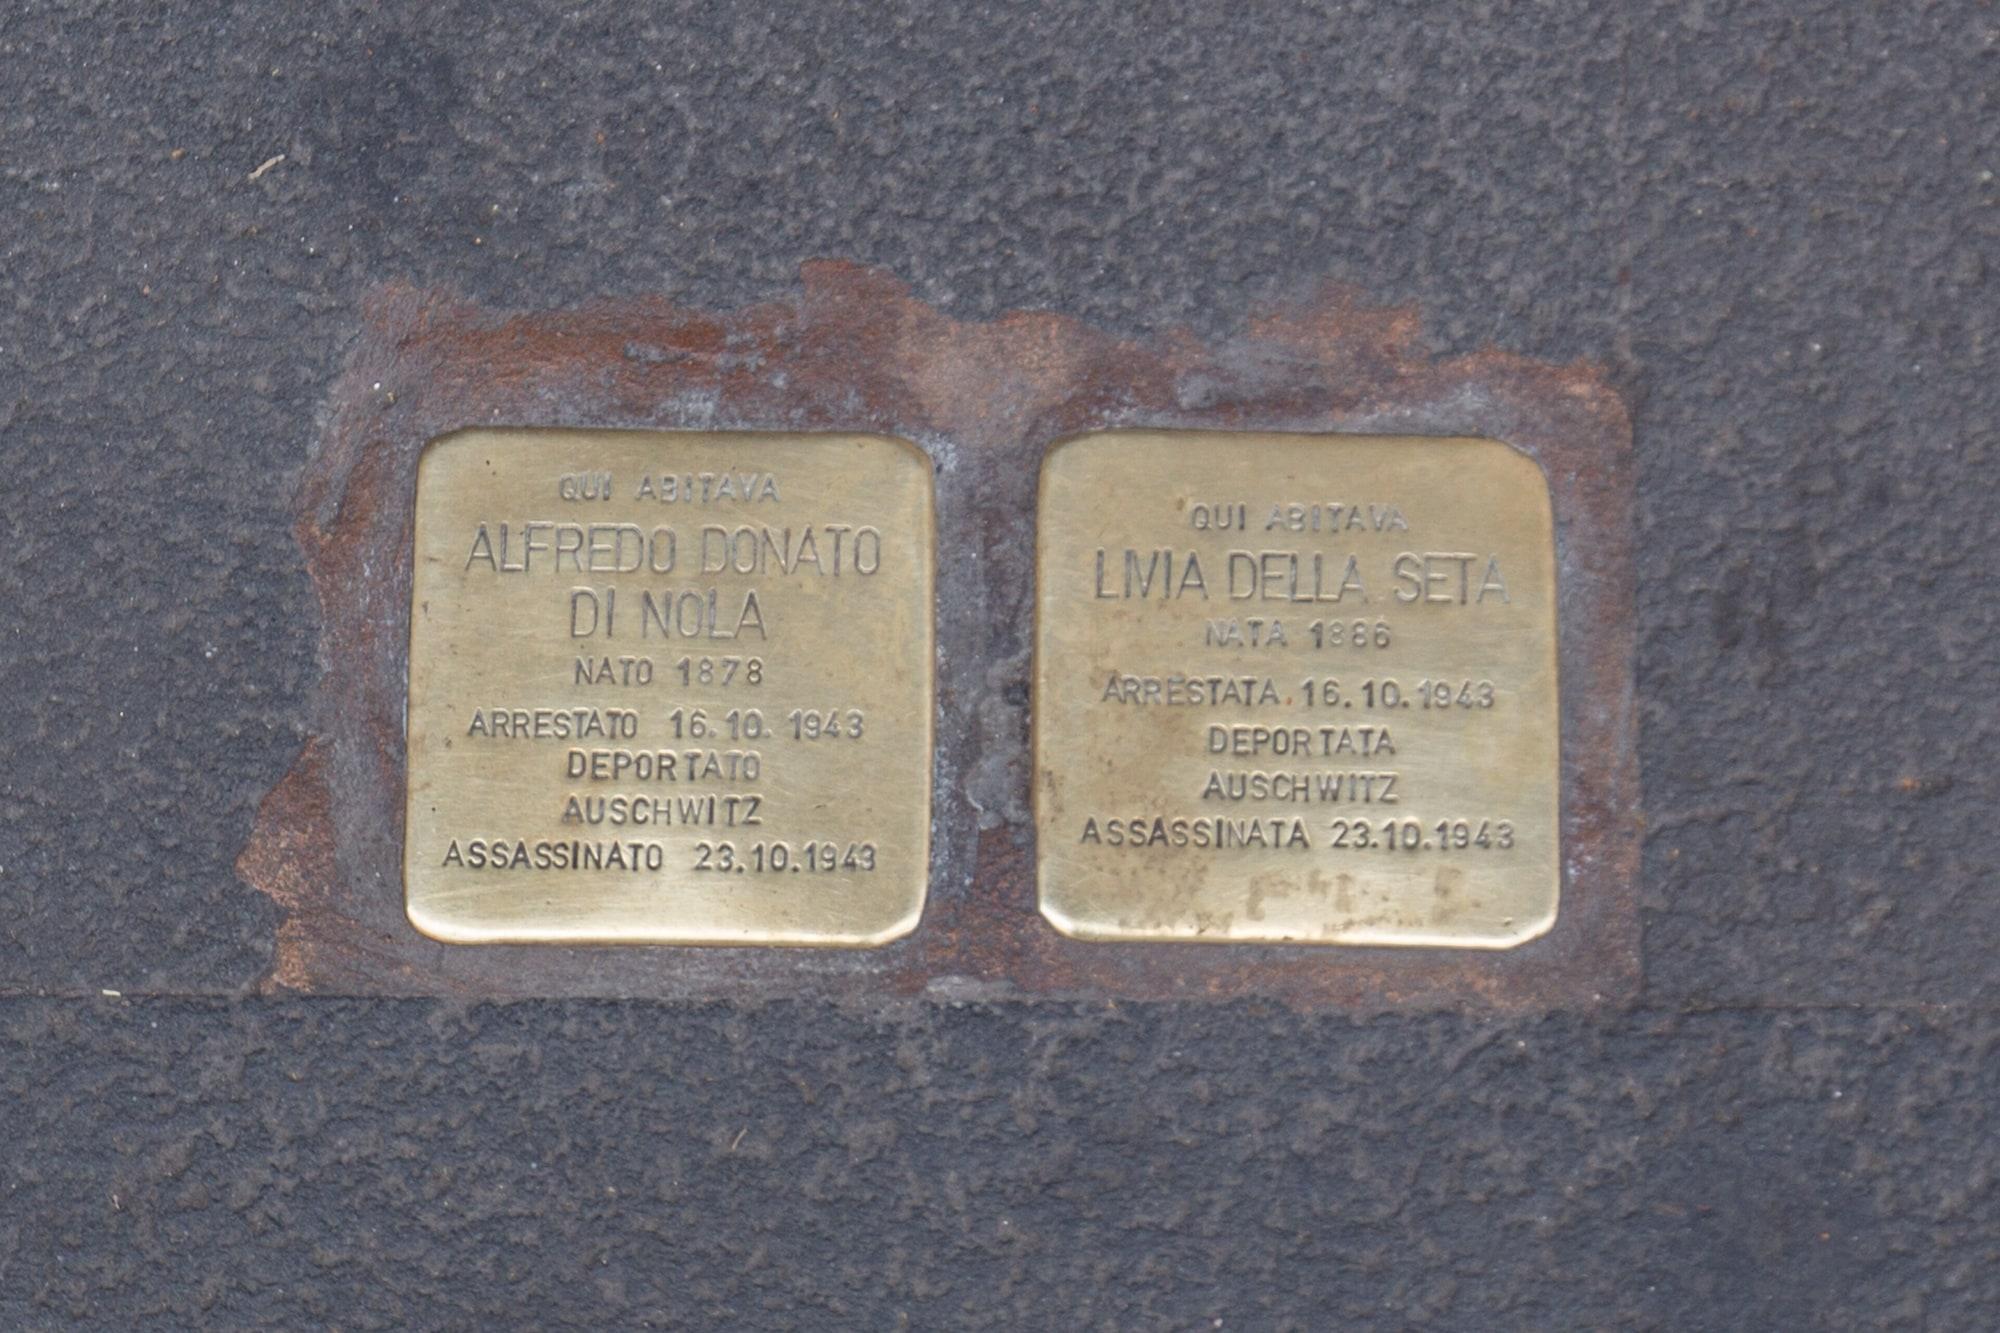 QUI ABITAVA
ALFREDO DONATO
DI NOLA
NATO 1878
ARRESTATO 16.10.1943
DEPORTATO
AUSCHWITZ
ASSASSINATO 23.10.1943
QUI ABITAVA
LIVIA DELLA SETA
NATA 1886
ARRESTATA 16.10.1943
DEPORTATA
AUSCHWITZ
ASSASSINATA 23.10.1943